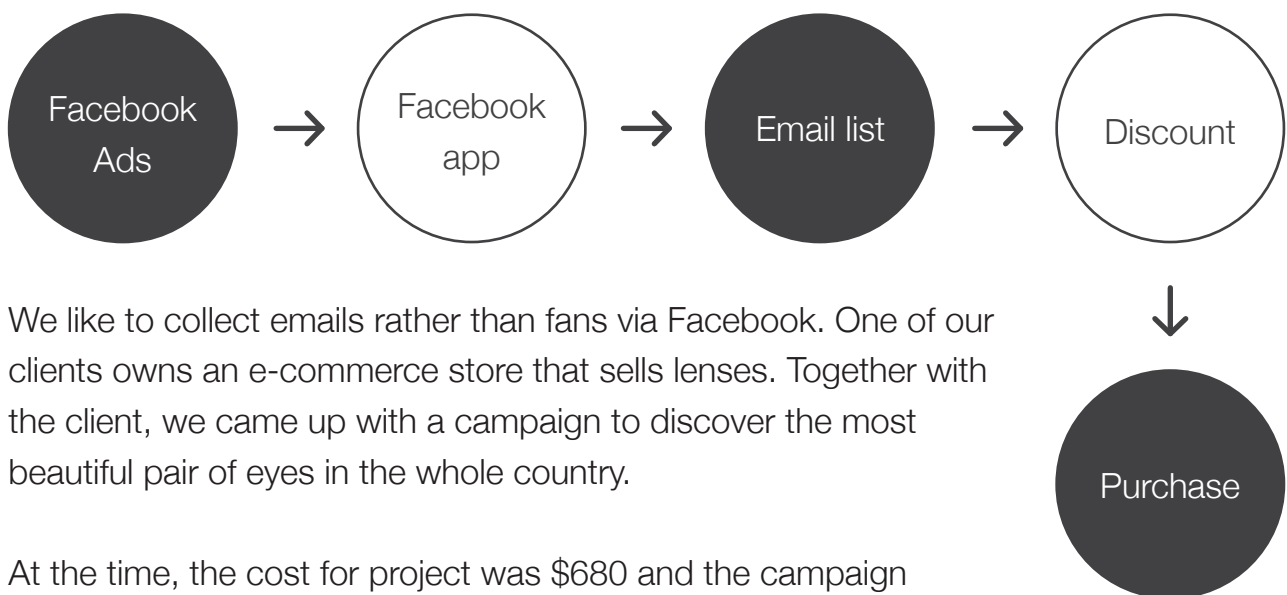 Facebook
Ads
Facebook
app
Email list
Discount
We like to collect emails rather than fans via Facebook. One of our
clients owns an e-commerce store that sells lenses. Together with
the client, we came up with a campaign to discover the most
beautiful pair of eyes in the whole country.
Purchase
At the time, the cost for project was $680 and the campaign